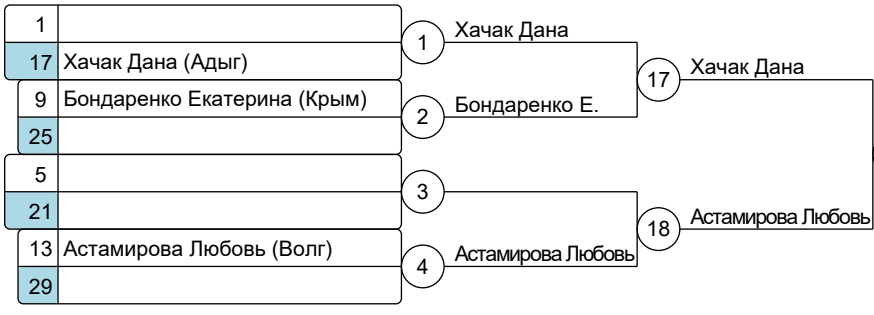 1
17 Хачак Дана (Адыг)
1
Хачак Дана
9 Бондаренко Екатерина (Крым)
25
2
Бондаренко Е.
17
Хачак Дана
5
21
3
13 Астамирова Любовь (Волг)
29
4
Астамирова Любовь
18
Астамирова Любовь